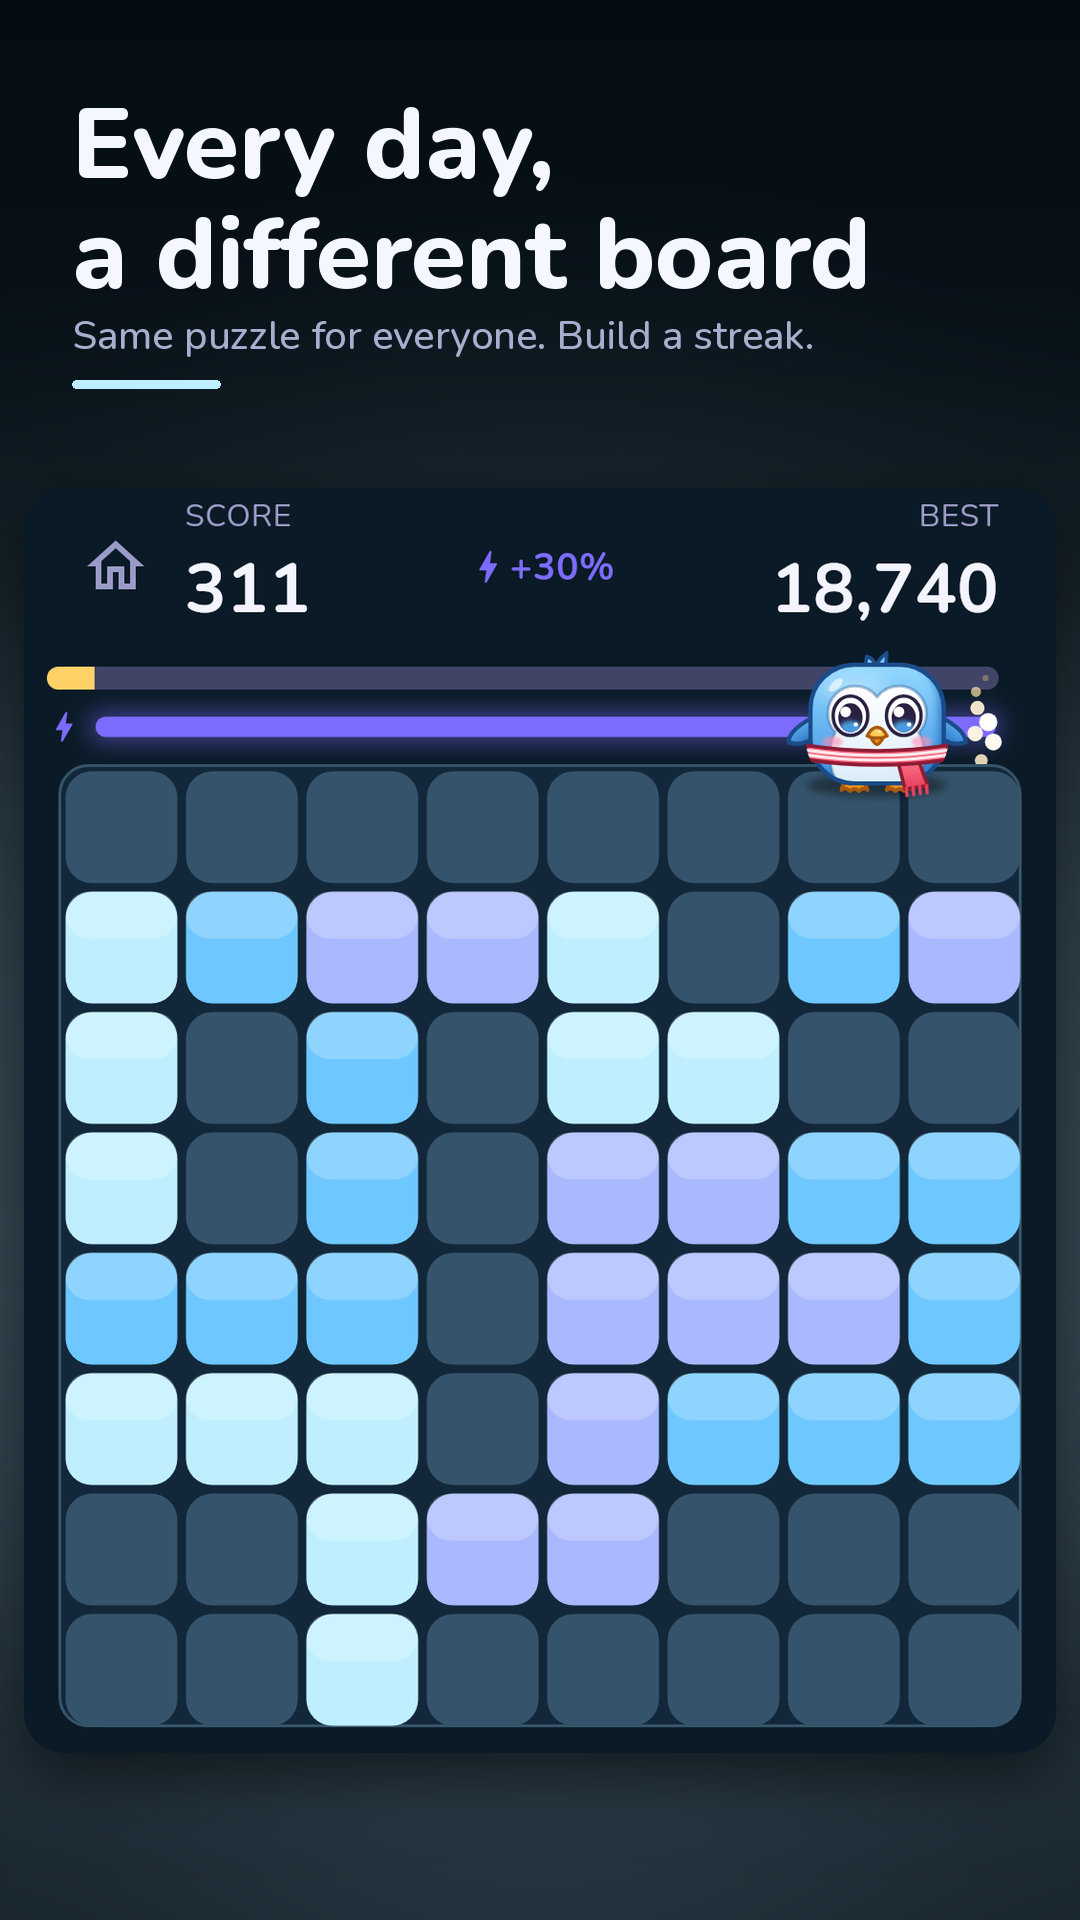 Every day,
a different board
Same puzzle for everyone. Build a streak.
SCORE
BEST
311
+30%
18,740